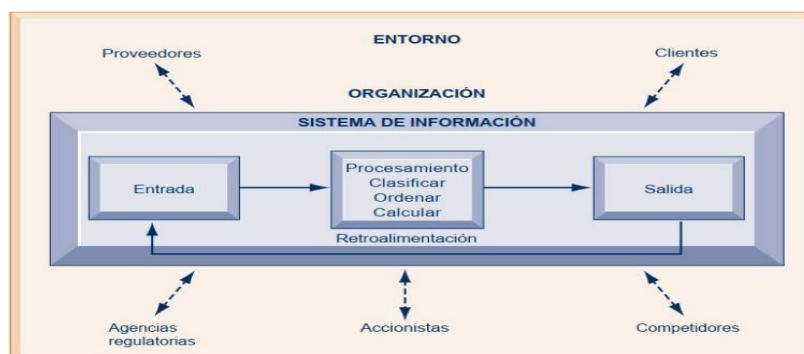 ENTORNO
Proveedores
Clientes
ORGANIZACIÓN
SISTEMA DE INFORMACIÓN
Entrada
Procesamiento
Clasificar
Ordenar
Calcular
Salida
Retroalimentación
Agencias
regulatorias
Accionistas
Competidores